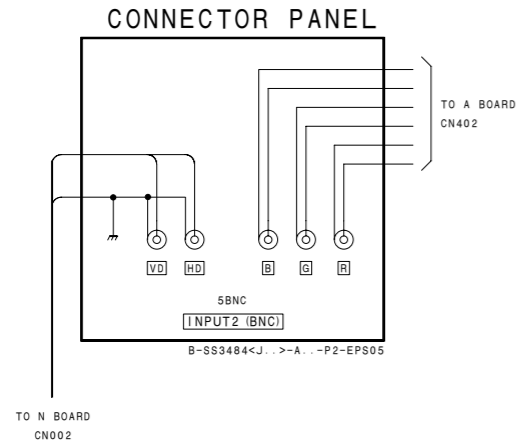 CONNECTOR PANEL
TO A BOARD
CN402
VD HD B G R
5BNC
INPUT2 (BNC)
B-SS3484<J..>-A..-P2-EPS05
TO N BOARD
CN002